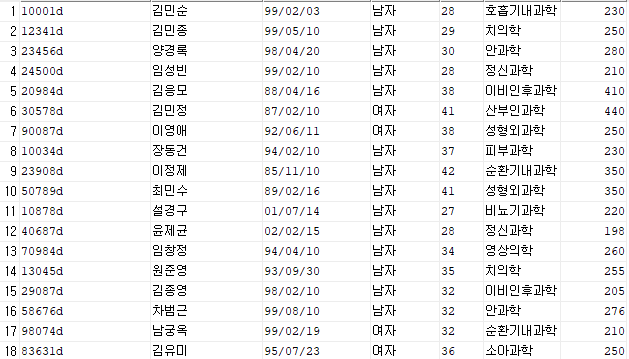 1 10001d 김민순 99/02/03 남자 28 호흡기내과학 230
2 12341d 김민종 99/05/10 남자 29 치의학 250
3 23456d 양경록 98/04/20 남자 30 안과학 280
4 24500d 임성빈 99/02/10 남자 28 정신과학 210
5 20984d 김응모 88/04/16 남자 38 이비인후과학 410
6 30578d 김민정 87/02/10 여자 41 산부인과학 440
7 90087d 이영애 92/06/11 여자 38 성형외과학 250
8 10034d 장동건 94/02/10 남자 37 피부과학 230
9 23908d 이정제 85/11/10 남자 42 순환기내과학 350
10 50789d 최민수 89/02/16 남자 41 성형외과학 350
11 10878d 설경구 01/07/14 남자 27 비뇨기과학 220
12 40687d 윤제균 02/02/15 남자 28 정신과학 198
13 70984d 임창정 94/04/10 남자 34 영상의학 260
14 13045d 원준영 93/09/30 남자 35 치의학 255
15 29087d 김종영 98/02/10 남자 32 이비인후과학 205
16 58676d 차범근 99/08/10 남자 32 안과학 276
17 98074d 남궁옥 99/02/19 여자 32 순환기내과학 210
18 83631d 김유미 95/07/23 여자 36 소아과학 250